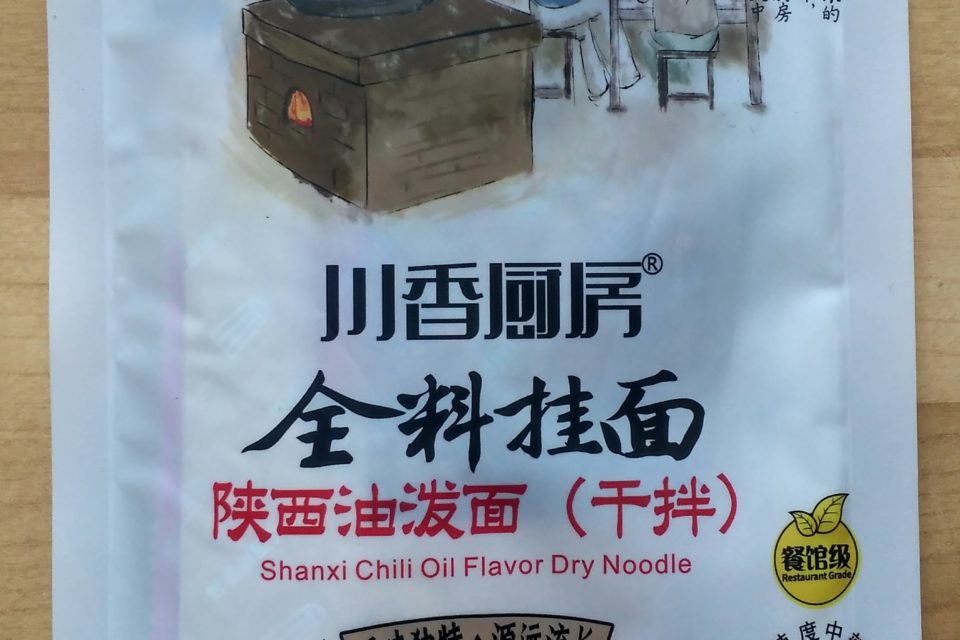 川香厨房®
全料挂面
陕西油泼面（干拌）
Shanxi Chili Oil Flavor Dry Noodle
餐馆级
Restaurant Grade